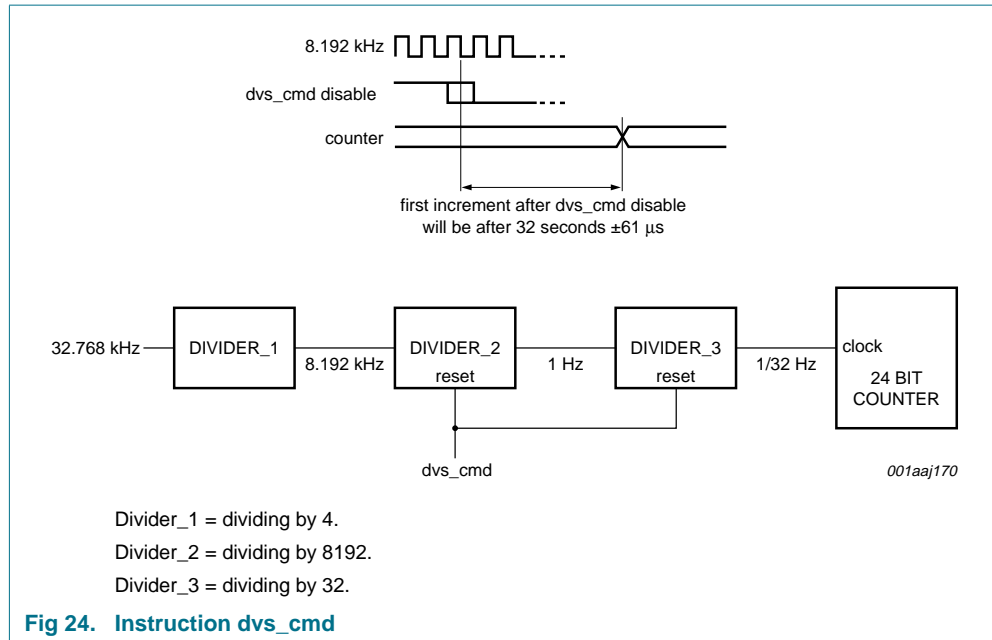 8.192 kHz
dvs_cmd disable
counter
first increment after dvs_cmd disable
will be after 32 seconds ±61 μs
32.768 kHz
DIVIDER_1
8.192 kHz
DIVIDER_2
reset
1 Hz
DIVIDER_3
reset
1/32 Hz
clock
24 BIT
COUNTER
dvs_cmd
001aaj170
Divider_1 = dividing by 4.
Divider_2 = dividing by 8192.
Divider_3 = dividing by 32.
Fig 24. Instruction dvs_cmd